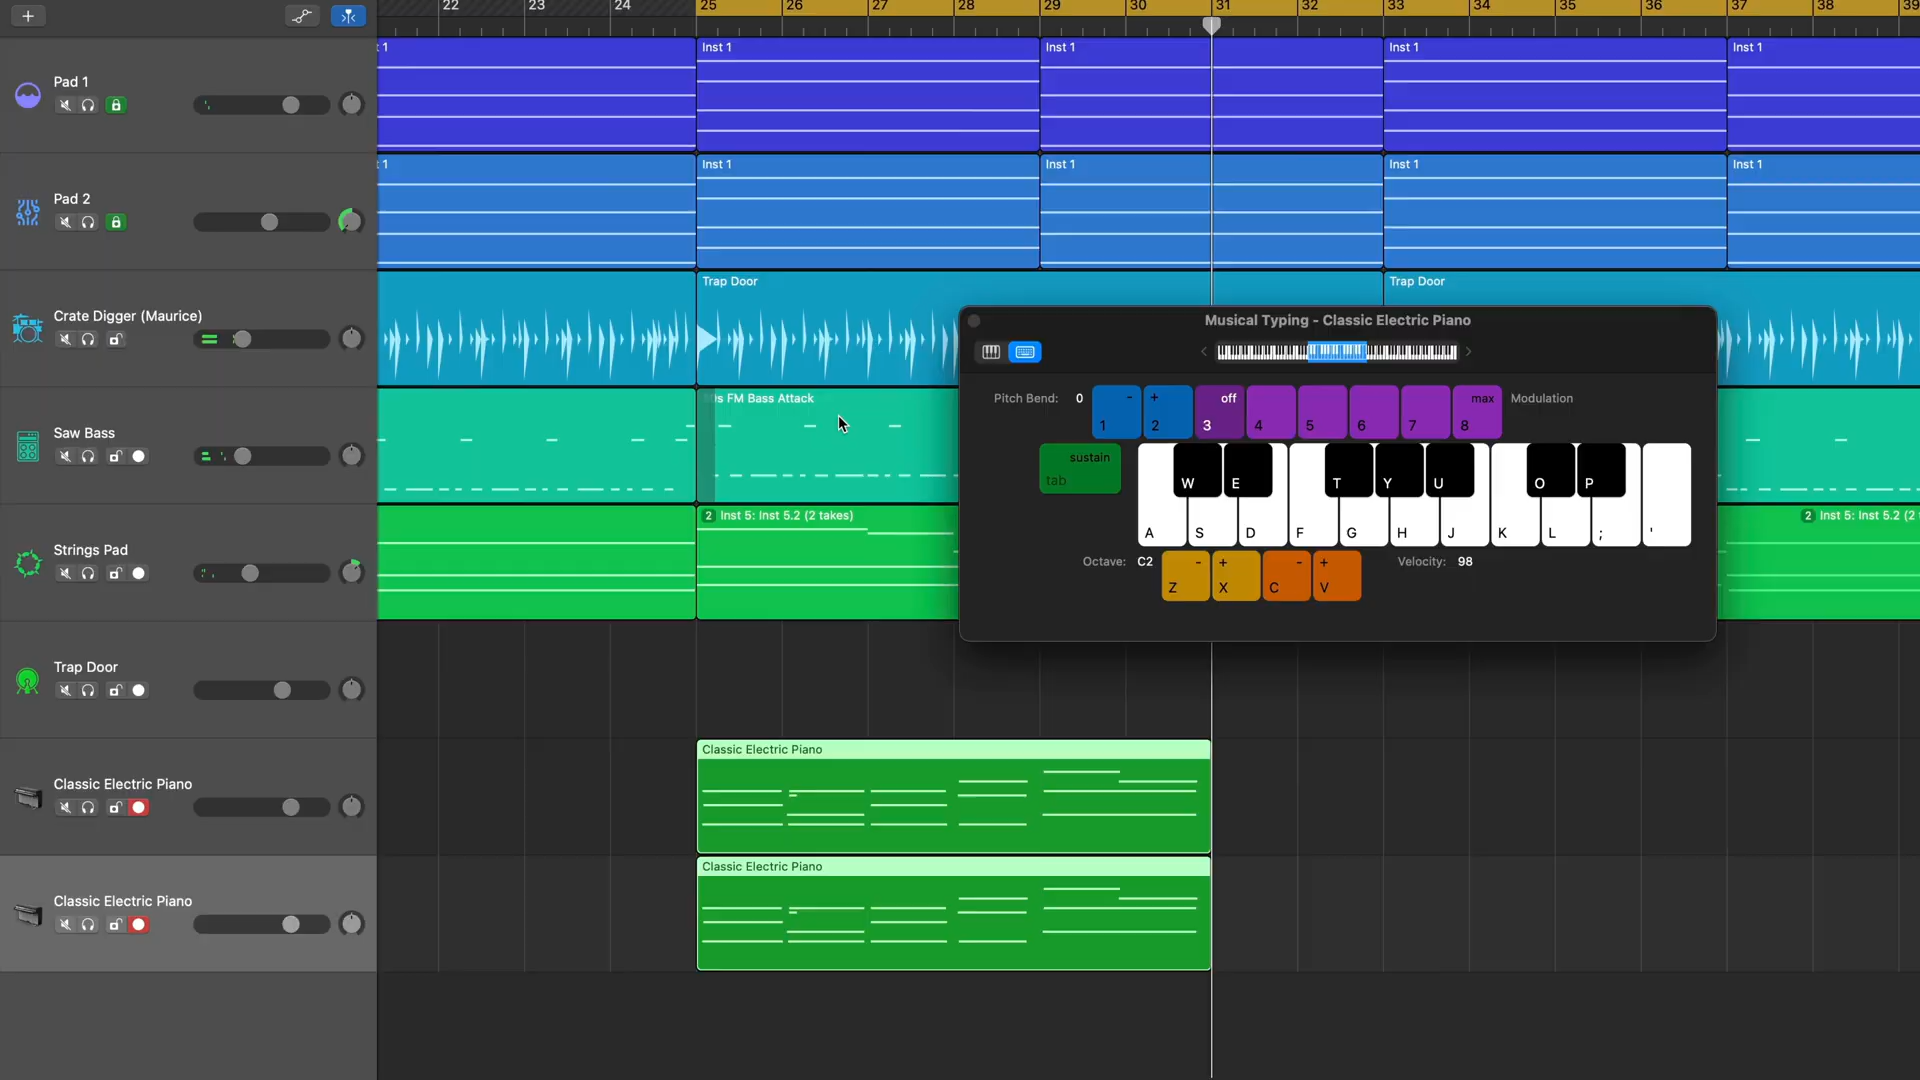 22 23 24 25 26 27 28 29 30 31 32 33 34 35 36 37 38 39
Pad 1
Inst 1 Inst 1 Inst 1 Inst 1
Pad 2
Inst 1 Inst 1 Inst 1 Inst 1
Crate Digger (Maurice)
Trap Door Trap Door
Saw Bass
FM Bass Attack
Strings Pad
2 Inst 5: Inst 5.2 (2 takes)
2 Inst 5: Inst 5.2 (2
Trap Door
Classic Electric Piano
Classic Electric Piano
Classic Electric Piano
Classic Electric Piano
Musical Typing - Classic Electric Piano
Pitch Bend: 0
- + off max
1 2 3 4 5 6 7 8
Modulation
sustain
tab
W E T Y U O P
A S D F G H J K L ; '
Octave: C2
- + - +
Z X C V
Velocity: 98